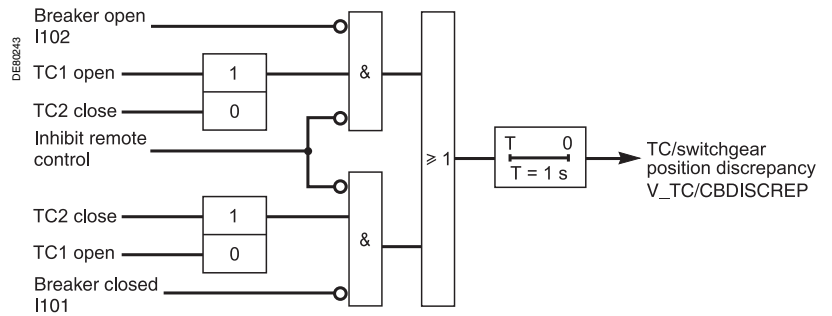 DE80243
Breaker open
I102
TC1 open
1
TC2 close
0
Inhibit remote
control
&
TC2 close
1
TC1 open
0
Breaker closed
I101
&
⩾ 1
T 0
T = 1 s
TC/switchgear
position discrepancy
V_TC/CBDISCREP